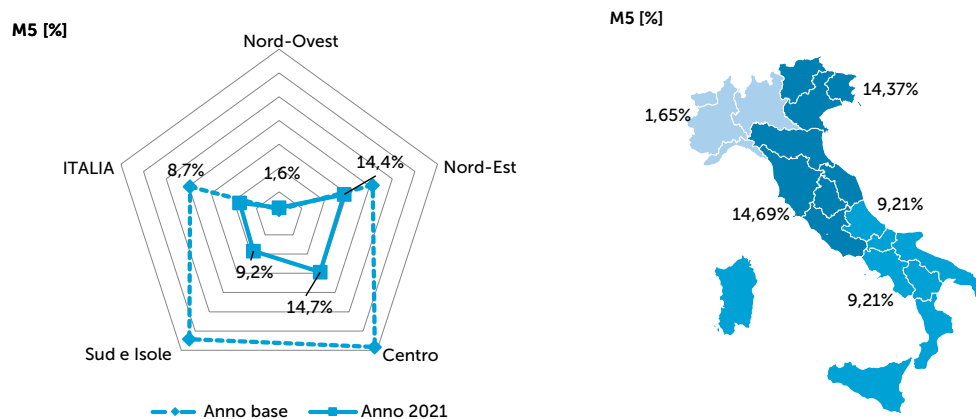 M5 [%]
Nord-Ovest
ITALIA
8,7%
1,6%
14,4%
Nord-Est
9,2%
14,7%
Sud e Isole
Centro
Anno base
Anno 2021
M5 [%]
14,37%
1,65%
14,69%
9,21%
9,21%